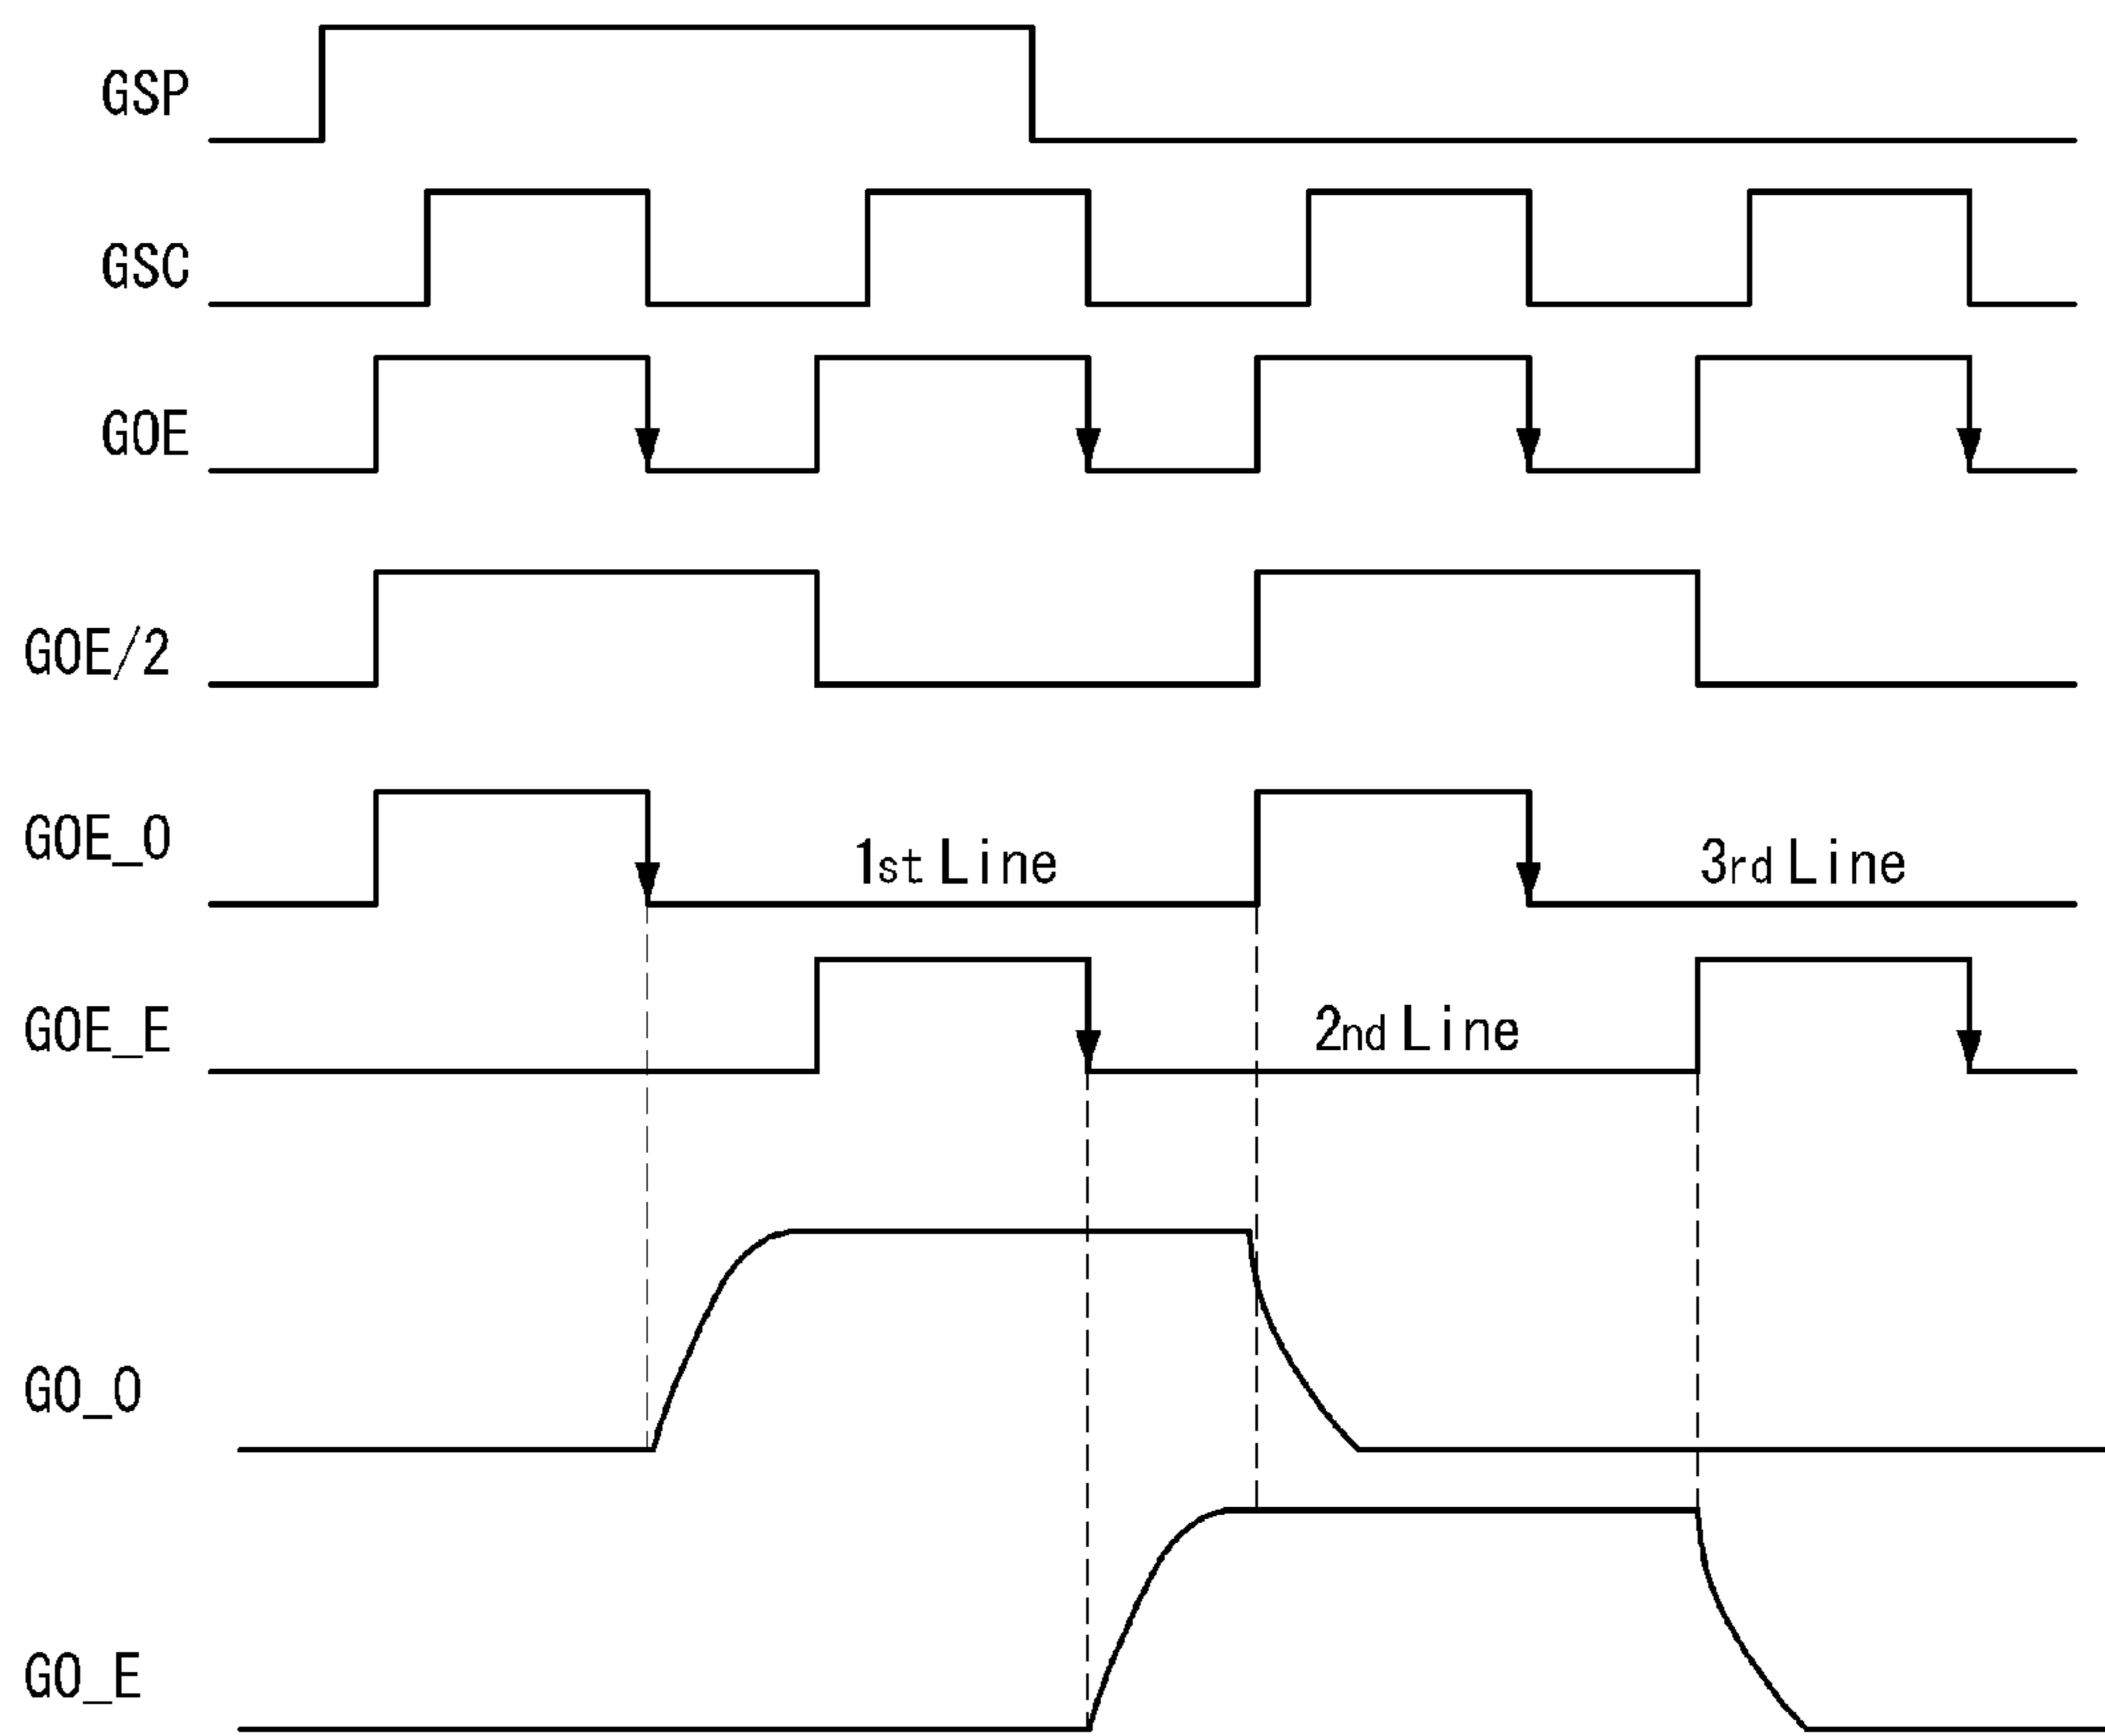 GSP
GSC
GOE
GOE/2
GOE_O
1st Line
3rd Line
GOE_E
2nd Line
GO_O
GO_E